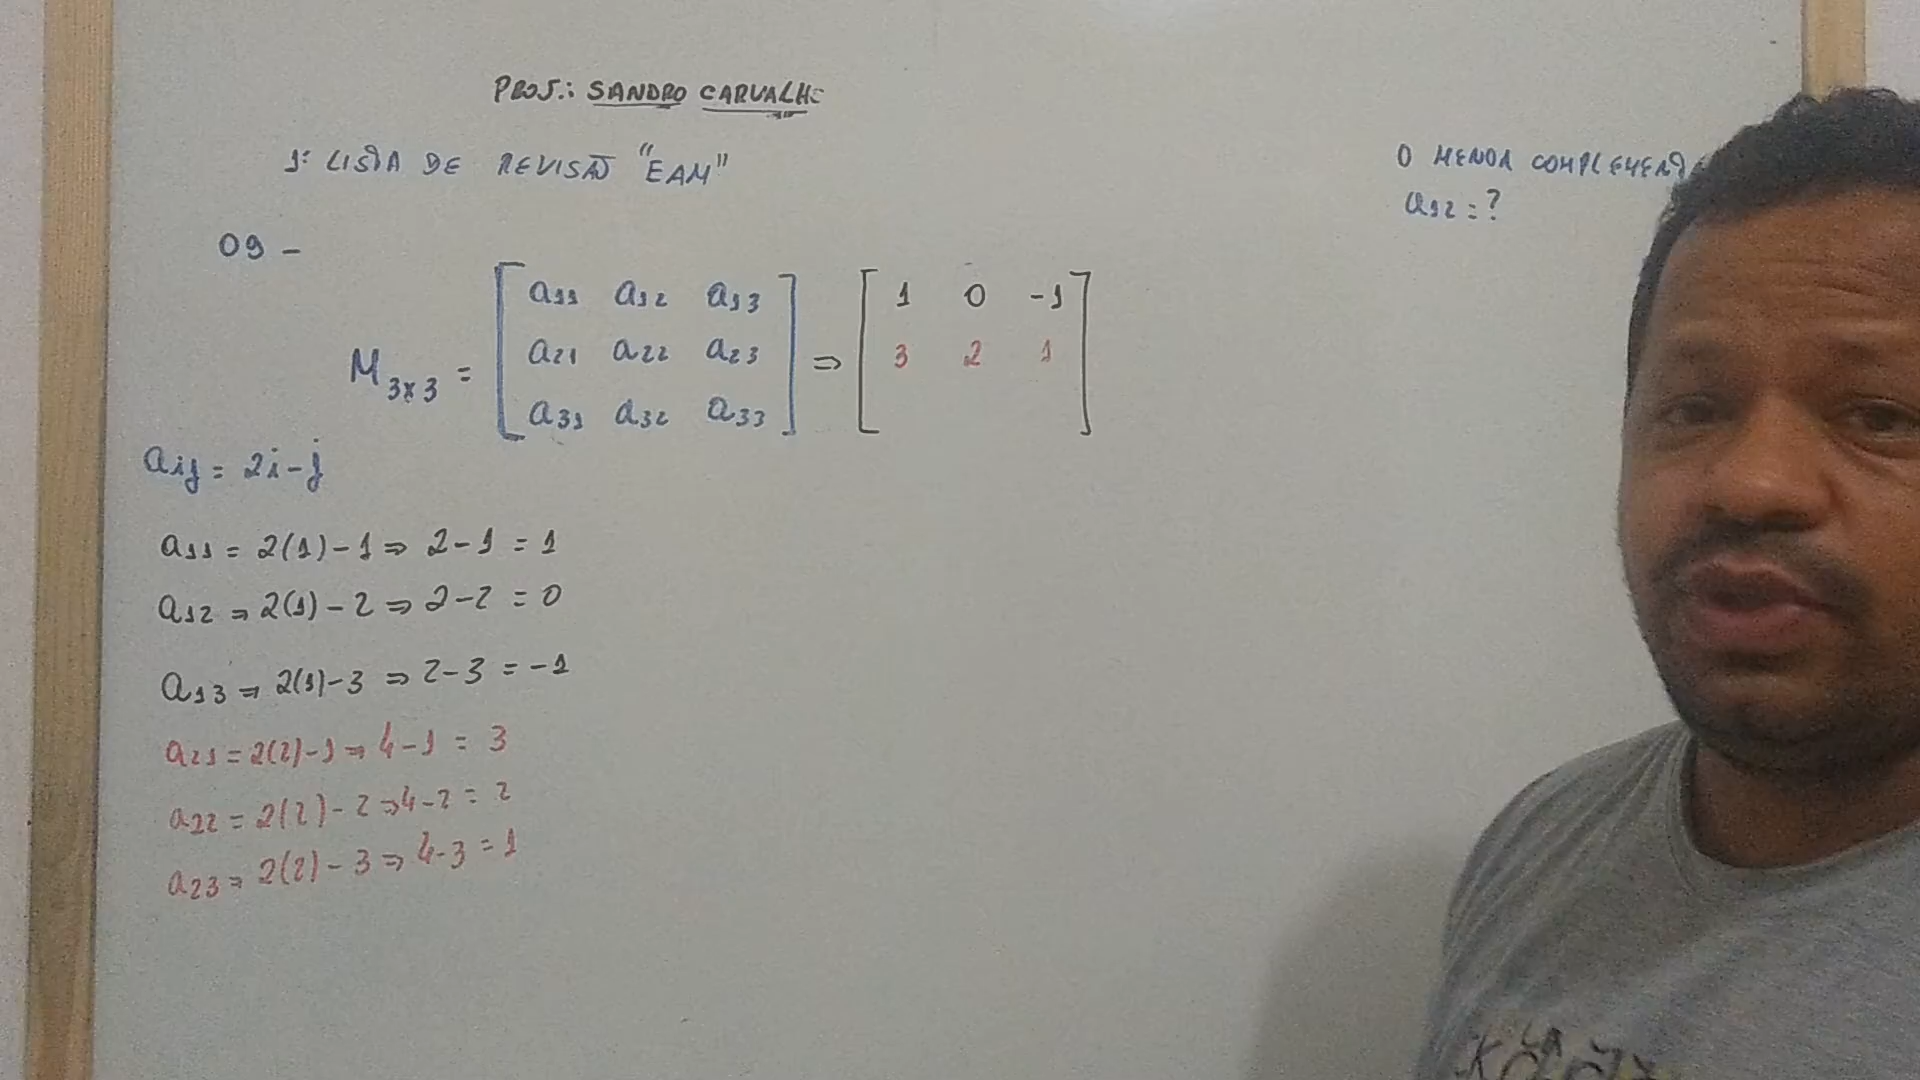 PROF.: SANDRO CARVALHO
1ª LISTA DE REVISÃO "EAM"
O MENOR COMPLEMENTA
a12 = ?
09 -
M 3x3 = [ a11 a12 a13 ] ⇒ [ 1 0 -1 ]
a21 a22 a23 3 2 1
a31 a32 a33
aij = 2i - j
a11 = 2(1) - 1 ⇒ 2 - 1 = 1
a12 ⇒ 2(1) - 2 ⇒ 2 - 2 = 0
a13 ⇒ 2(1) - 3 ⇒ 2 - 3 = -1
a21 = 2(2) - 1 ⇒ 4 - 1 = 3
a22 = 2(2) - 2 ⇒ 4 - 2 = 2
a23 ⇒ 2(2) - 3 ⇒ 4 - 3 = 1